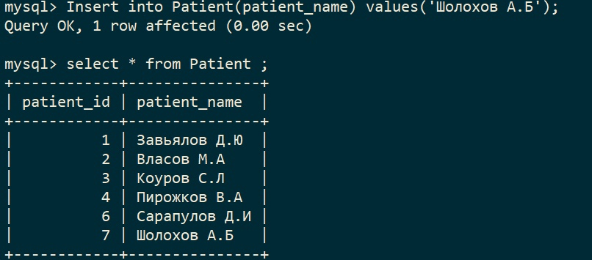 mysql> Insert into Patient(patient_name) values('Шолохов А.Б');
Query OK, 1 row affected (0.00 sec)
mysql> select * from Patient ;
+------------+--------------+
| patient_id | patient_name |
+------------+--------------+
| 1 | Завьялов Д.Ю |
| 2 | Власов М.А |
| 3 | Коуров С.Л |
| 4 | Пирожков В.А |
| 6 | Сарапулов Д.И |
| 7 | Шолохов А.Б |
+------------+--------------+